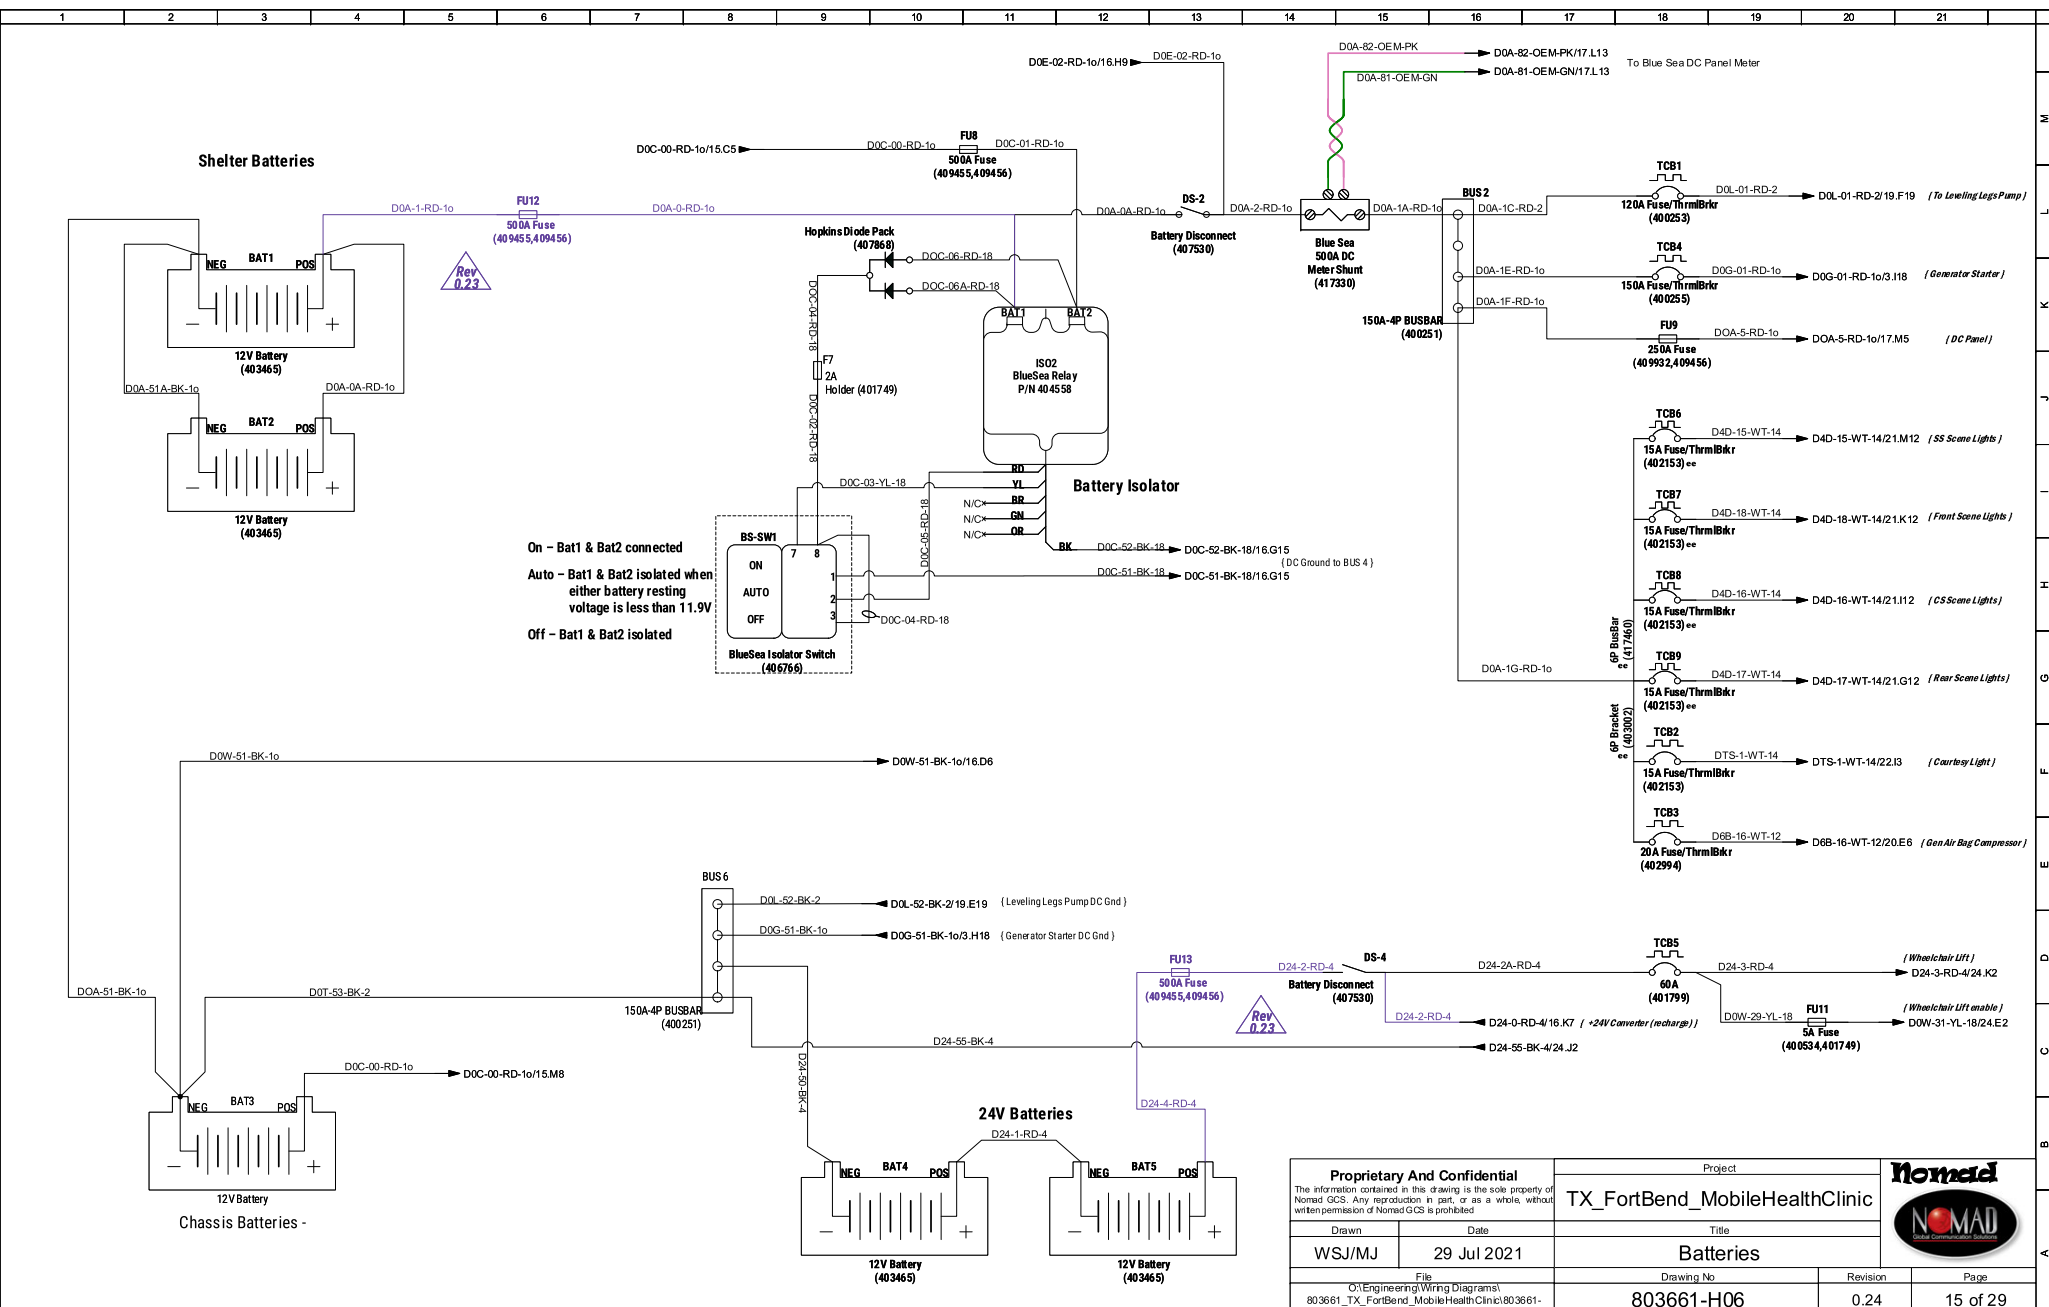 1 2 3 4 5 6 7 8 9 10 11 12 13 14 15 16 17 18 19 20 21
M
L
K
J
I
H
G
F
E
D
C
B
A
D0E-02-RD-1o/16.H9
D0E-02-RD-1o
D0A-82-OEM-PK
D0A-82-OEM-PK/17.L13
D0A-81-OEM-GN
D0A-81-OEM-GN/17.L13
To Blue Sea DC Panel Meter
D0C-00-RD-1o/15.C5
D0C-00-RD-1o
FU8
500A Fuse
(409455,409456)
D0C-01-RD-1o
Shelter Batteries
D0A-1-RD-1o
FU12
500A Fuse
(409455,409456)
D0A-0-RD-1o
Rev
0.23
D0A-0A-RD-1o
DS-2
Battery Disconnect
(407530)
D0A-2-RD-1o
Blue Sea
500A DC
Meter Shunt
(417330)
D0A-1A-RD-1o
BUS 2
150A-4P BUSBAR
(400251)
D0A-1C-RD-2
TCB1
120A Fuse/ThrmlBrkr
(400253)
D0L-01-RD-2
D0L-01-RD-2/19.F19
{ To Leveling Legs Pump }
D0A-1E-RD-1o
TCB4
150A Fuse/ThrmlBrkr
(400255)
D0G-01-RD-1o
D0G-01-RD-1o/3.I18
{ Generator Starter }
D0A-1F-RD-1o
FU9
250A Fuse
(409932,409456)
DOA-5-RD-1o
DOA-5-RD-1o/17.M5
{ DC Panel }
NEG BAT1 POS
12V Battery
(403465)
D0A-51A-BK-1o
D0A-0A-RD-1o
NEG BAT2 POS
12V Battery
(403465)
Hopkins Diode Pack
(407868)
DOC-06-RD-18
DOC-06A-RD-18
DOC-04-RD-18
F7
2A
Holder (401749)
D0C-02-RD-18
BAT1 BAT2
ISO2
BlueSea Relay
P/N 404558
Battery Isolator
RD
YL
BR
GN
OR
BK
N/C
N/C
N/C
D0C-03-YL-18
D0C-05-RD-18
D0C-52-BK-18
D0C-52-BK-18/16.G15
{ DC Ground to BUS 4 }
D0C-51-BK-18
D0C-51-BK-18/16.G15
On – Bat1 & Bat2 connected
Auto – Bat1 & Bat2 isolated when
either battery resting
voltage is less than 11.9V
Off – Bat1 & Bat2 isolated
BS-SW1
ON
AUTO
OFF
7 8
1
2
3
D0C-04-RD-18
BlueSea Isolator Switch
(406766)
TCB6
15A Fuse/ThrmlBrkr
(402153) ee
D4D-15-WT-14
D4D-15-WT-14/21.M12
{ SS Scene Lights }
TCB7
15A Fuse/ThrmlBrkr
(402153) ee
D4D-18-WT-14
D4D-18-WT-14/21.K12
{ Front Scene Lights }
TCB8
15A Fuse/ThrmlBrkr
(402153) ee
D4D-16-WT-14
D4D-16-WT-14/21.I12
{ CS Scene Lights }
6P BusBar
(417460)
ee
D0A-1G-RD-1o
TCB9
15A Fuse/ThrmlBrkr
(402153) ee
D4D-17-WT-14
D4D-17-WT-14/21.G12
{ Rear Scene Lights }
6P Bracket
(403002)
ee
TCB2
15A Fuse/ThrmlBrkr
(402153)
DTS-1-WT-14
DTS-1-WT-14/22.I3
{ Courtesy Light }
TCB3
20A Fuse/ThrmlBrkr
(402994)
D6B-16-WT-12
D6B-16-WT-12/20.E6
{ Gen Air Bag Compressor }
D0W-51-BK-1o
D0W-51-BK-1o/16.D6
BUS 6
150A-4P BUSBAR
(400251)
D0L-52-BK-2
D0L-52-BK-2/19.E19
{ Leveling Legs Pump DC Gnd }
D0G-51-BK-1o
D0G-51-BK-1o/3.H18
{ Generator Starter DC Gnd }
DOA-51-BK-1o
D0T-53-BK-2
D24-55-BK-4
D24-55-BK-4/24.J2
D24-50-BK-4
FU13
500A Fuse
(409455,409456)
Rev
0.23
D24-2-RD-4
DS-4
Battery Disconnect
(407530)
D24-2-RD-4
D24-0-RD-4/16.K7
{ +24V Converter (recharge) }
D24-2A-RD-4
TCB5
60A
(401799)
D24-3-RD-4
{ Wheelchair Lift }
D24-3-RD-4/24.K2
D0W-29-YL-18
FU11
5A Fuse
(400534,401749)
{ Wheelchair Lift enable }
D0W-31-YL-18/24.E2
D0C-00-RD-1o
D0C-00-RD-1o/15.M8
NEG BAT3 POS
12V Battery
Chassis Batteries -
24V Batteries
D24-1-RD-4
D24-4-RD-4
NEG BAT4 POS
12V Battery
(403465)
NEG BAT5 POS
12V Battery
(403465)
Proprietary And Confidential
The information contained in this drawing is the sole property of
Nomad GCS. Any reproduction in part, or as a whole, without
written permission of Nomad GCS is prohibited
Project
TX_FortBend_MobileHealthClinic
Nomad
NOMAD
Global Communication Solutions
Drawn
WSJ/MJ
Date
29 Jul 2021
Title
Batteries
File
O:\Engineering\Wiring Diagrams\
803661_TX_FortBend_MobileHealthClinic\803661-
Drawing No
803661-H06
Revision
0.24
Page
15 of 29